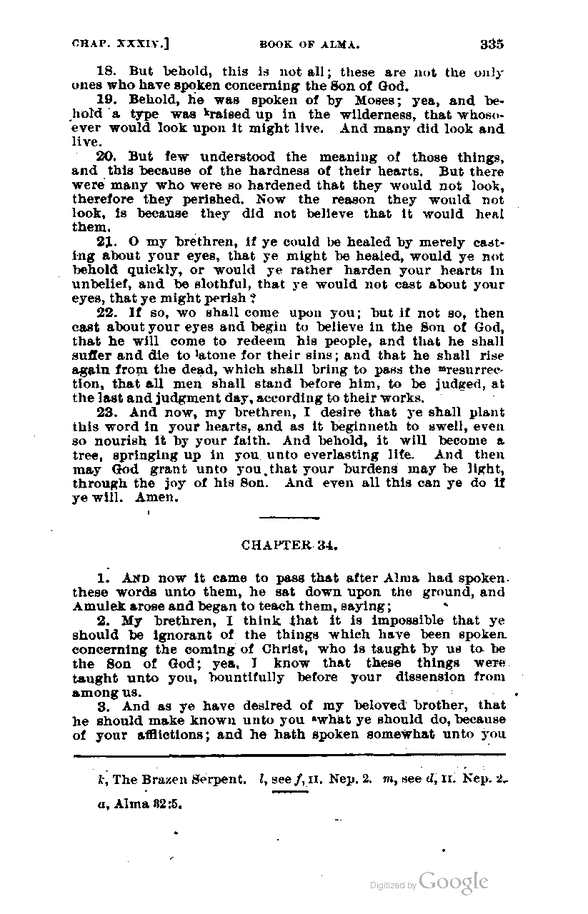 CHAP. XXXIV.] BOOK OF ALMA. 335
18. But behold, this is not all; these are not the only
ones who have spoken concerning the Son of God.
19. Behold, he was spoken of by Moses; yea, and be-
hold a type was ᵏraised up in the wilderness, that whoso-
ever would look upon it might live. And many did look and
live.
20. But few understood the meaning of those things,
and this because of the hardness of their hearts. But there
were many who were so hardened that they would not look,
therefore they perished. Now the reason they would not
look, is because they did not believe that it would heal
them.
21. O my brethren, if ye could be healed by merely cast-
ing about your eyes, that ye might be healed, would ye not
behold quickly, or would ye rather harden your hearts in
unbelief, and be slothful, that ye would not cast about your
eyes, that ye might perish?
22. If so, wo shall come upon you; but if not so, then
cast about your eyes and begin to believe in the Son of God,
that he will come to redeem his people, and that he shall
suffer and die to ˡatone for their sins; and that he shall rise
again from the dead, which shall bring to pass the ᵐresurrec-
tion, that all men shall stand before him, to be judged, at
the last and judgment day, according to their works.
23. And now, my brethren, I desire that ye shall plant
this word in your hearts, and as it beginneth to swell, even
so nourish it by your faith. And behold, it will become a
tree, springing up in you unto everlasting life. And then
may God grant unto you that your burdens may be light,
through the joy of his Son. And even all this can ye do if
ye will. Amen.
CHAPTER 34.
1. AND now it came to pass that after Alma had spoken
these words unto them, he sat down upon the ground, and
Amulek arose and began to teach them, saying;
2. My brethren, I think that it is impossible that ye
should be ignorant of the things which have been spoken
concerning the coming of Christ, who is taught by us to be
the Son of God; yea, I know that these things were
taught unto you, bountifully before your dissension from
among us.
3. And as ye have desired of my beloved brother, that
he should make known unto you ᵃwhat ye should do, because
of your afflictions; and he hath spoken somewhat unto you
k, The Brazen Serpent. l, see f, II. Nep. 2. m, see d, II. Nep. 2.
a, Alma 32:5.
Digitized by Google